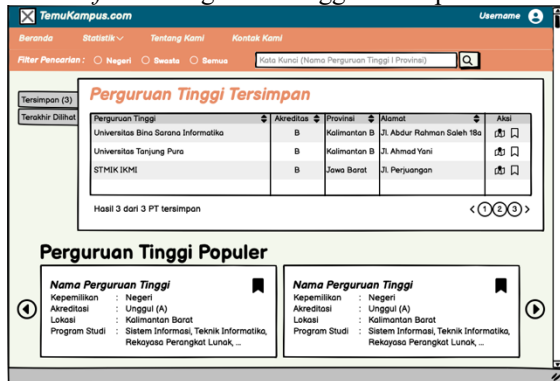 TemuKampus.com
Username
Beranda Statistik Tentang Kami Kontak Kami
Filter Pencarian : Negeri Swasta Semua Kata Kunci (Nama Perguruan Tinggi I Provinsi)
Tersimpan (3)
Terakhir Dilihat
Perguruan Tinggi Tersimpan
Perguruan Tinggi Akreditas Provinsi Alamat Aksi
Universitas Bina Sarana Informatika B Kalimantan B Jl. Abdur Rahman Saleh 18a
Universitas Tanjung Pura B Kalimantan B Jl. Ahmad Yani
STMIK IKMI B Jawa Barat Jl. Perjuangan
Hasil 3 dari 3 PT tersimpan < 1 2 3 >
Perguruan Tinggi Populer
Nama Perguruan Tinggi
Kepemilikan : Negeri
Akreditasi : Unggul (A)
Lokasi : Kalimantan Barat
Program Studi : Sistem Informasi, Teknik Informatika,
Rekayasa Perangkat Lunak, ...
Nama Perguruan Tinggi
Kepemilikan : Negeri
Akreditasi : Unggul (A)
Lokasi : Kalimantan Barat
Program Studi : Sistem Informasi, Teknik Informatika,
Rekayasa Perangkat Lunak, ...